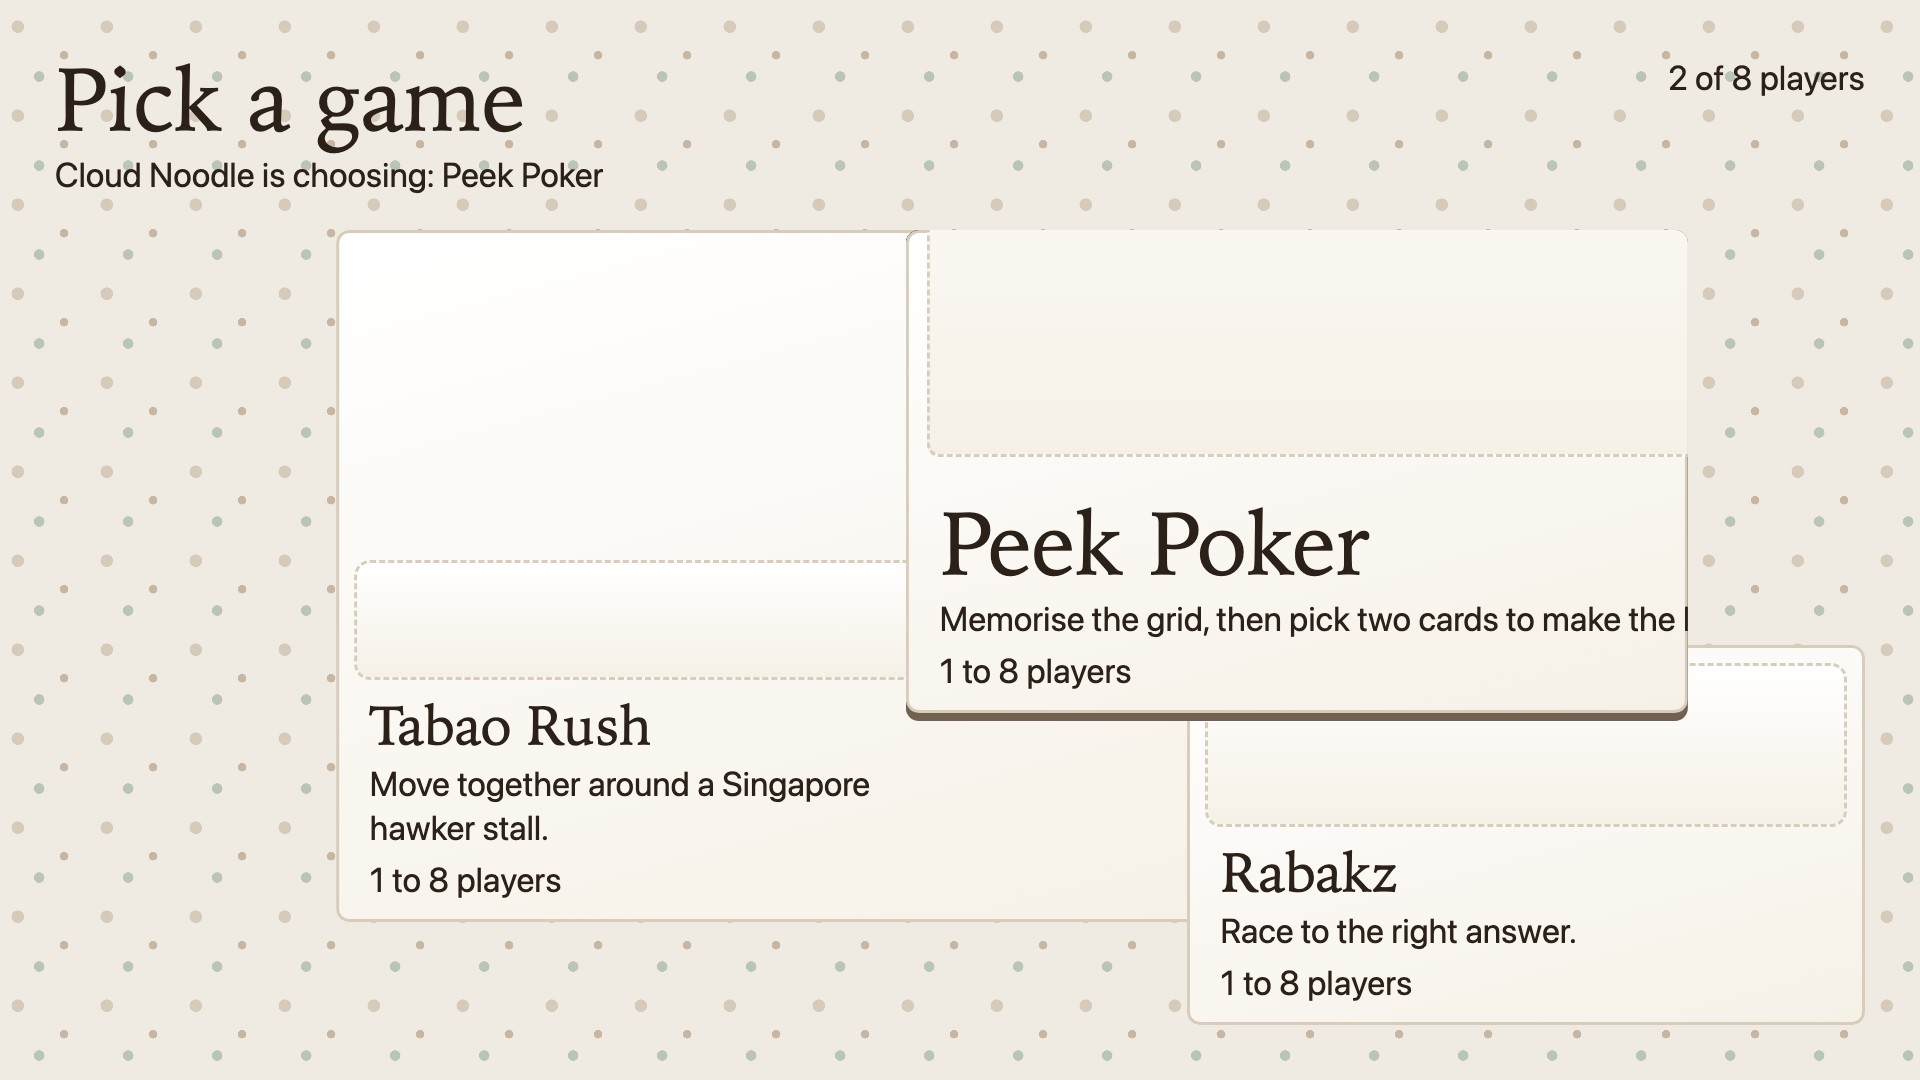 Pick a game
2 of 8 players
Cloud Noodle is choosing: Peek Poker
Peek Poker
Memorise the grid, then pick two cards to make the
1 to 8 players
Tabao Rush
Move together around a Singapore
hawker stall.
1 to 8 players
Rabakz
Race to the right answer.
1 to 8 players